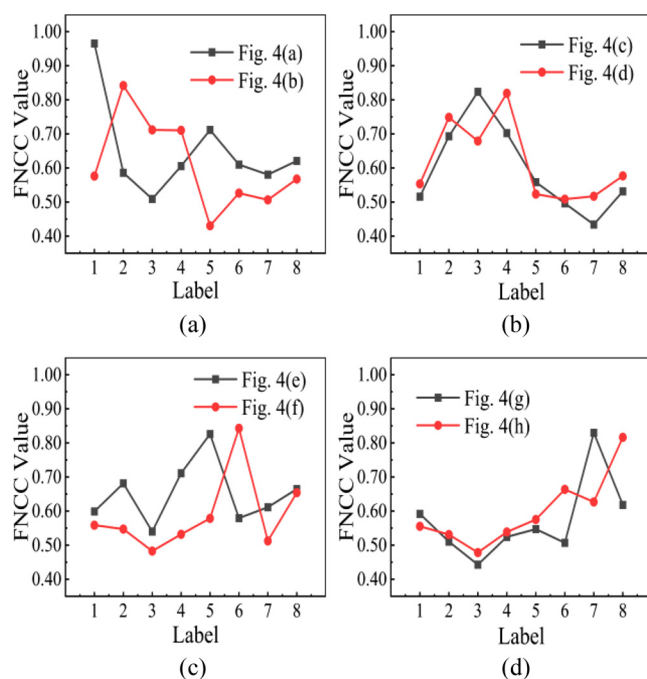 1.00
0.90
0.80
0.70
0.60
0.50
0.40
FNCC Value
Fig. 4(a)
Fig. 4(b)
1 2 3 4 5 6 7 8
Label
(a)
1.00
0.90
0.80
0.70
0.60
0.50
0.40
FNCC Value
Fig. 4(c)
Fig. 4(d)
1 2 3 4 5 6 7 8
Label
(b)
1.00
0.90
0.80
0.70
0.60
0.50
0.40
FNCC Value
Fig. 4(e)
Fig. 4(f)
1 2 3 4 5 6 7 8
Label
(c)
1.00
0.90
0.80
0.70
0.60
0.50
0.40
FNCC Value
Fig. 4(g)
Fig. 4(h)
1 2 3 4 5 6 7 8
Label
(d)